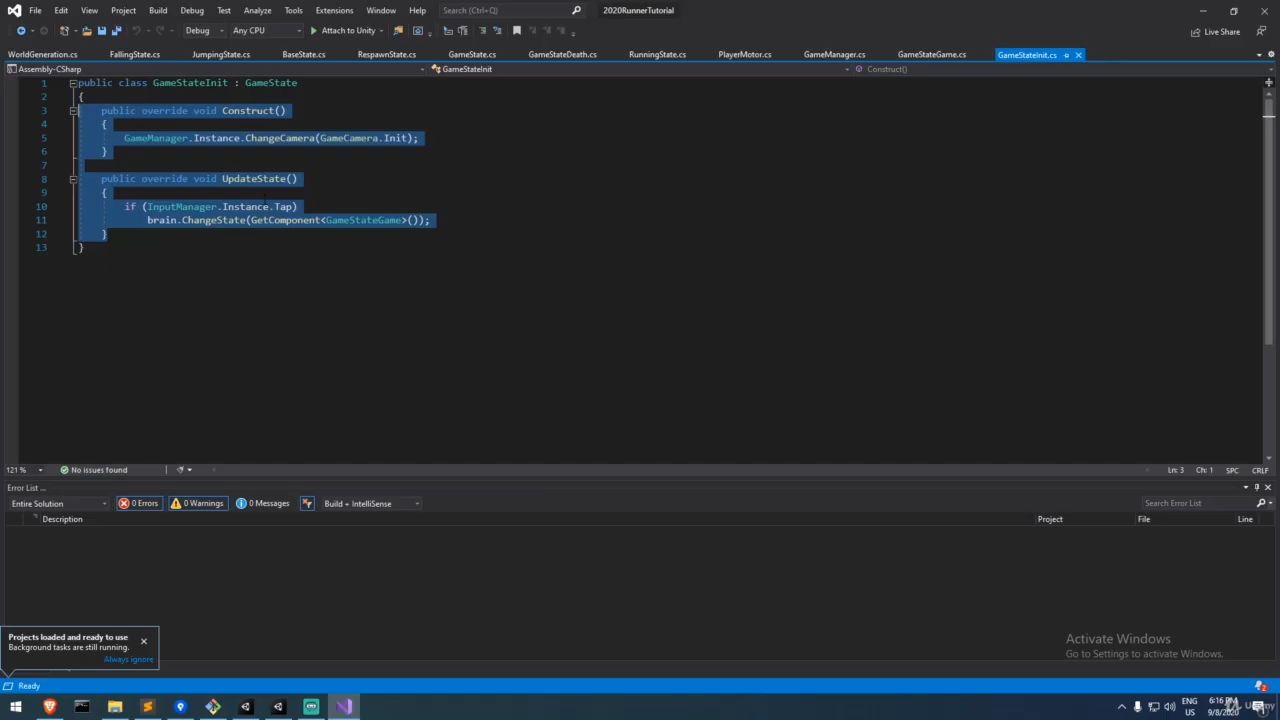 File Edit View Git Project Build Debug Test Analyze Tools Extensions Window Help Search (Ctrl+Q) 2020RunnerTutorial
Debug Any CPU Attach to Unity Live Share
WorldGeneration.cs FallingState.cs JumpingState.cs BaseState.cs RespawnState.cs GameState.cs GameStateDeath.cs RunningState.cs PlayerMotor.cs GameManager.cs GameStateGame.cs GameStateInit.cs
Assembly-CSharp GameStateInit Construct()
1 public class GameStateInit : GameState
2 {
3 public override void Construct()
4 {
5 GameManager.Instance.ChangeCamera(GameCamera.Init);
6 }
7
8 public override void UpdateState()
9 {
10 if (InputManager.Instance.Tap)
11 brain.ChangeState(GetComponent<GameStateGame>());
12 }
13 }
121 % No issues found Ln: 3 Ch: 1 SPC CRLF
Error List ...
Entire Solution 0 Errors 0 Warnings 0 Messages Build + IntelliSense Search Error List
Description Project File Line
Projects loaded and ready to use
Background tasks are still running.
Always ignore
Activate Windows
Go to Settings to activate Windows.
Ready 2
ENG 6:16 PM
US 9/8/2020
Udemy